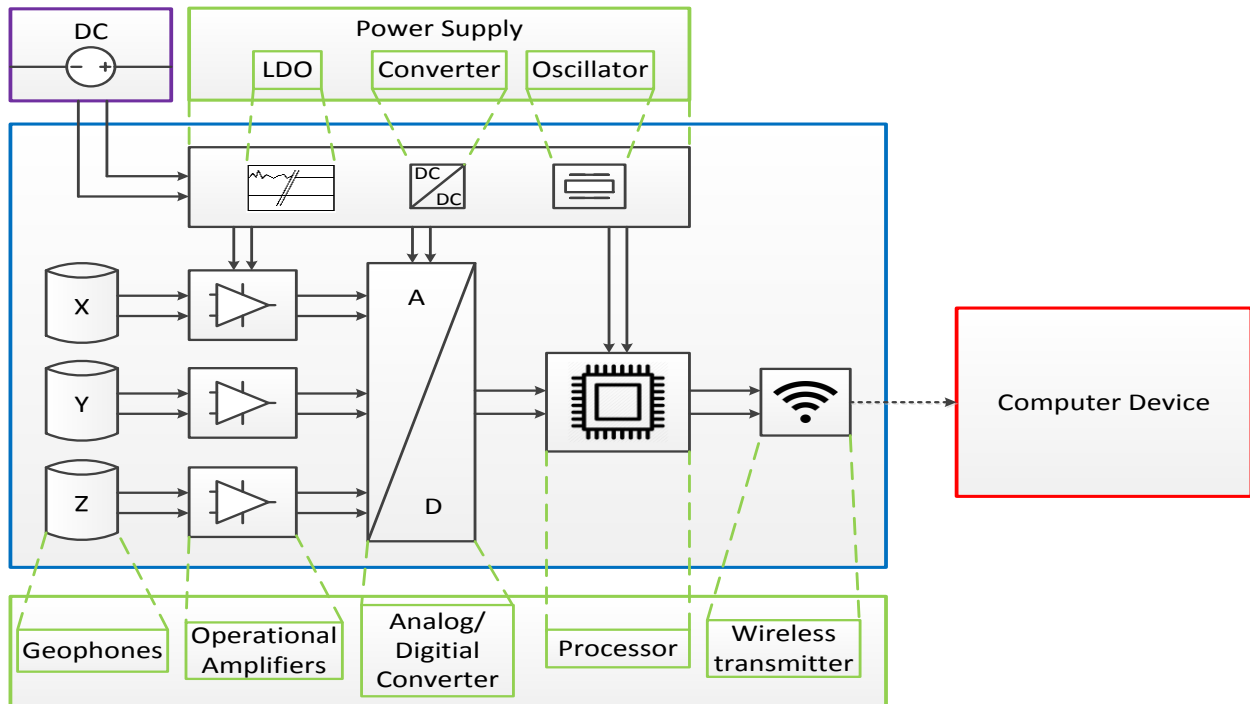 DC
Power Supply
LDO
Converter
Oscillator
DC
DC
X
A
Y
Computer Device
Z
D
Geophones
Operational
Amplifiers
Analog/
Digitial
Converter
Processor
Wireless
transmitter